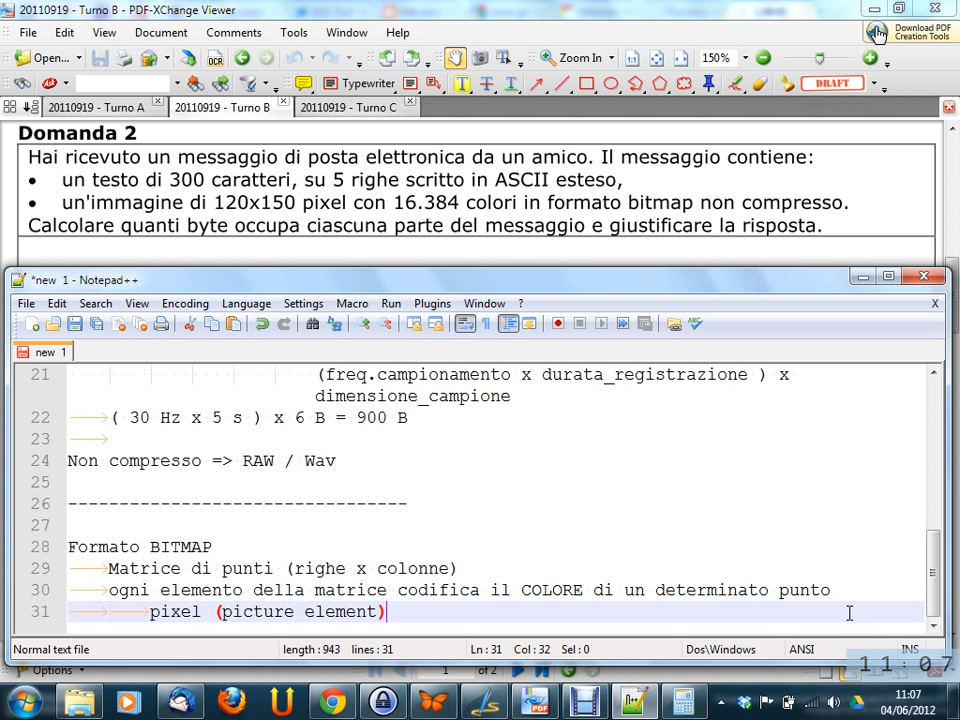 20110919 - Turno B - PDF-XChange Viewer
File Edit View Document Comments Tools Window Help
Download PDF Creation Tools
Open... OCR Zoom In 150%
Typewriter DRAFT
20110919 - Turno A 20110919 - Turno B 20110919 - Turno C
Domanda 2
Hai ricevuto un messaggio di posta elettronica da un amico. Il messaggio contiene:
• un testo di 300 caratteri, su 5 righe scritto in ASCII esteso,
• un'immagine di 120x150 pixel con 16.384 colori in formato bitmap non compresso.
Calcolare quanti byte occupa ciascuna parte del messaggio e giustificare la risposta.
*new 1 - Notepad++
File Edit Search View Encoding Language Settings Macro Run Plugins Window ? X
new 1
21 (freq.campionamento x durata_registrazione ) x
dimensione_campione
22 ( 30 Hz x 5 s ) x 6 B = 900 B
23
24 Non compresso => RAW / Wav
25
26 ---------------------------------
27
28 Formato BITMAP
29 Matrice di punti (righe x colonne)
30 ogni elemento della matrice codifica il COLORE di un determinato punto
31 pixel (picture element)
Normal text file length : 943 lines : 31 Ln : 31 Col : 32 Sel : 0 Dos\Windows ANSI INS
Options 1 of 2
11:07
11:07
04/06/2012